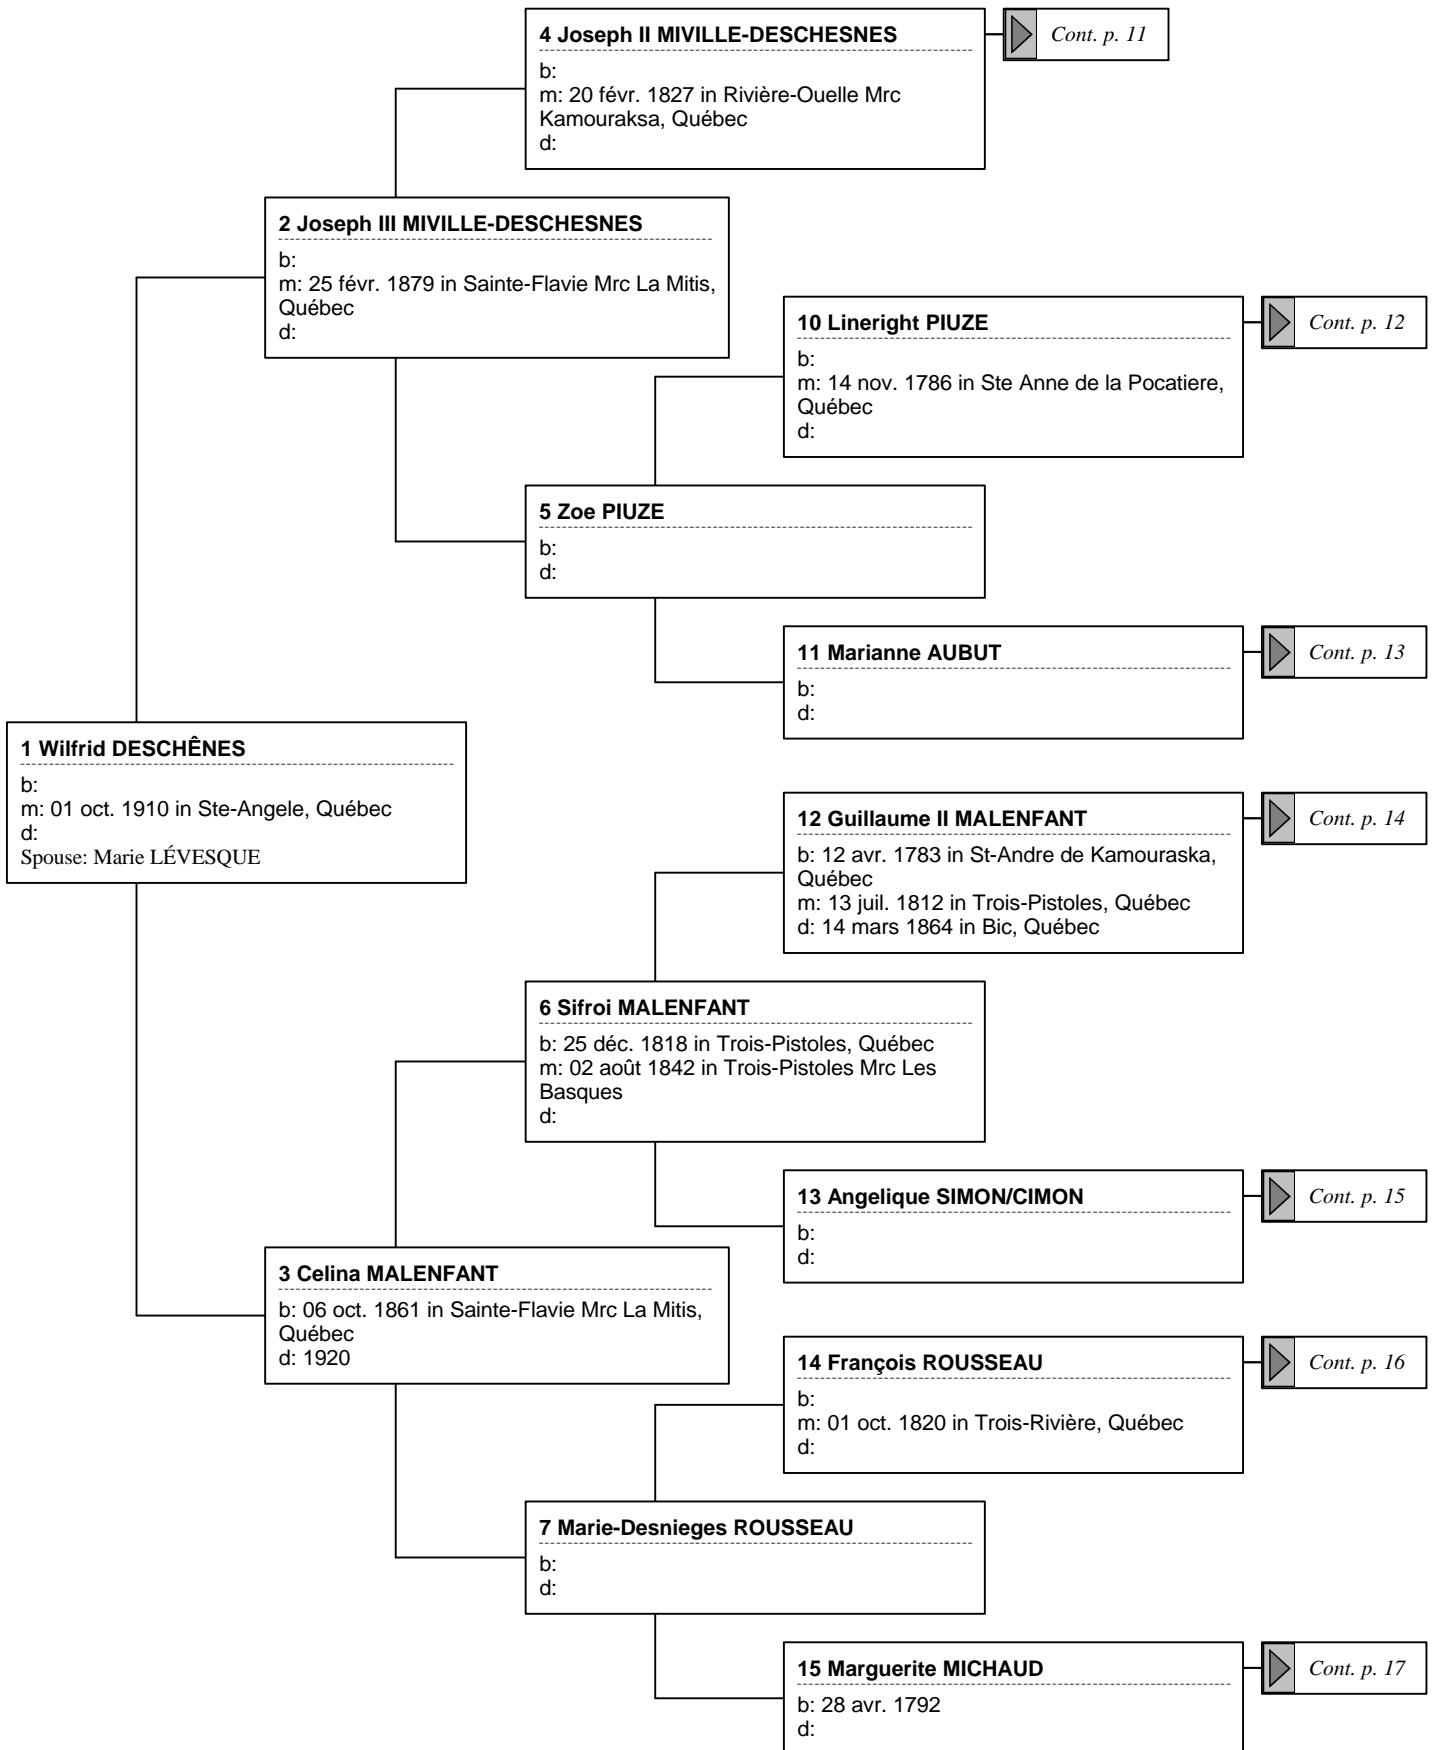 4 Joseph II MIVILLE-DESCHESNES
b:
m: 20 févr. 1827 in Rivière-Ouelle Mrc
Kamouraksa, Québec
d:
Cont. p. 11
2 Joseph III MIVILLE-DESCHESNES
b:
m: 25 févr. 1879 in Sainte-Flavie Mrc La Mitis,
Québec
d:
10 Lineright PIUZE
b:
m: 14 nov. 1786 in Ste Anne de la Pocatiere,
Québec
d:
Cont. p. 12
5 Zoe PIUZE
b:
d:
11 Marianne AUBUT
b:
d:
Cont. p. 13
1 Wilfrid DESCHÊNES
b:
m: 01 oct. 1910 in Ste-Angele, Québec
d:
Spouse: Marie LÉVESQUE
12 Guillaume II MALENFANT
b: 12 avr. 1783 in St-Andre de Kamouraska,
Québec
m: 13 juil. 1812 in Trois-Pistoles, Québec
d: 14 mars 1864 in Bic, Québec
Cont. p. 14
6 Sifroi MALENFANT
b: 25 déc. 1818 in Trois-Pistoles, Québec
m: 02 août 1842 in Trois-Pistoles Mrc Les
Basques
d:
13 Angelique SIMON/CIMON
b:
d:
Cont. p. 15
3 Celina MALENFANT
b: 06 oct. 1861 in Sainte-Flavie Mrc La Mitis,
Québec
d: 1920
14 François ROUSSEAU
b:
m: 01 oct. 1820 in Trois-Rivière, Québec
d:
Cont. p. 16
7 Marie-Desnieges ROUSSEAU
b:
d:
15 Marguerite MICHAUD
b: 28 avr. 1792
d:
Cont. p. 17